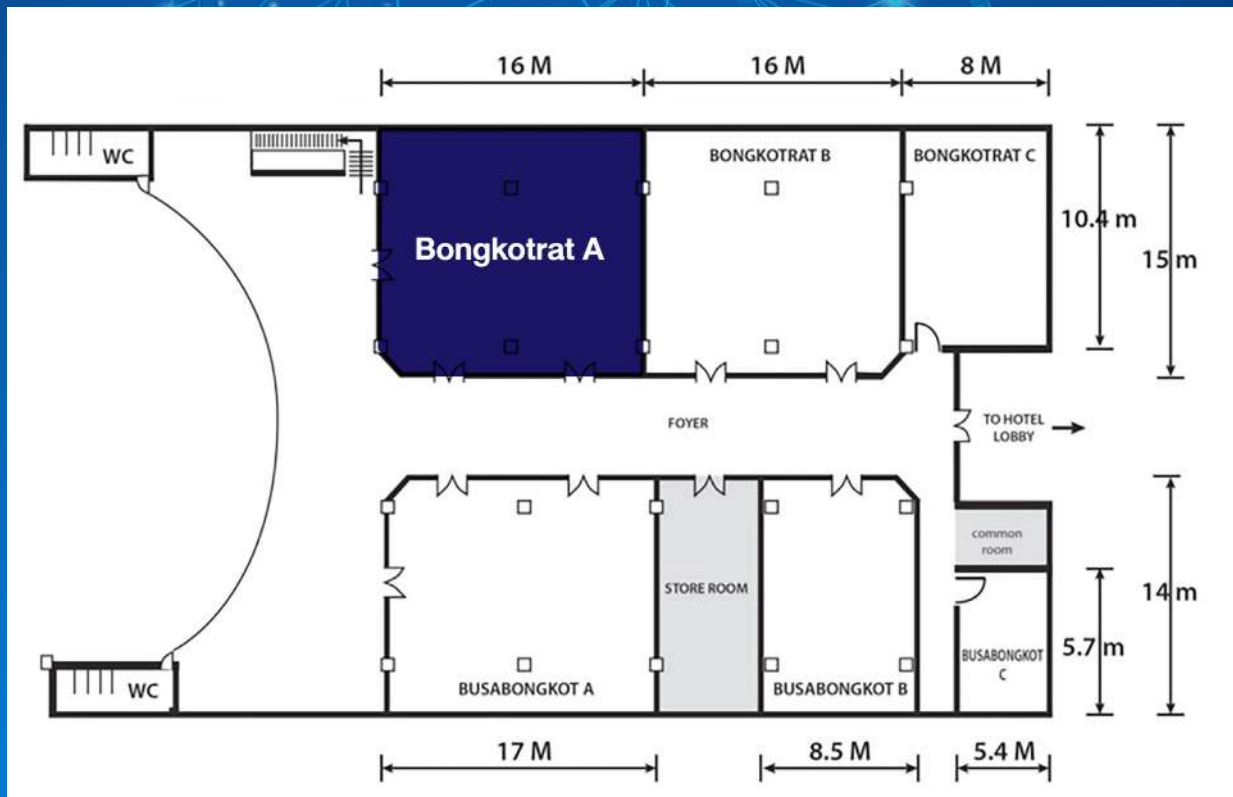 16 M
16 M
8 M
WC
BONGKOTRAT B
BONGKOTRAT C
10.4 m
Bongkotrat A
15 m
FOYER
TO HOTEL
LOBBY
common
room
STORE ROOM
14 m
5.7 m
BUSABONGKOT
C
WC
BUSABONGKOT A
BUSABONGKOT B
17 M
8.5 M
5.4 M